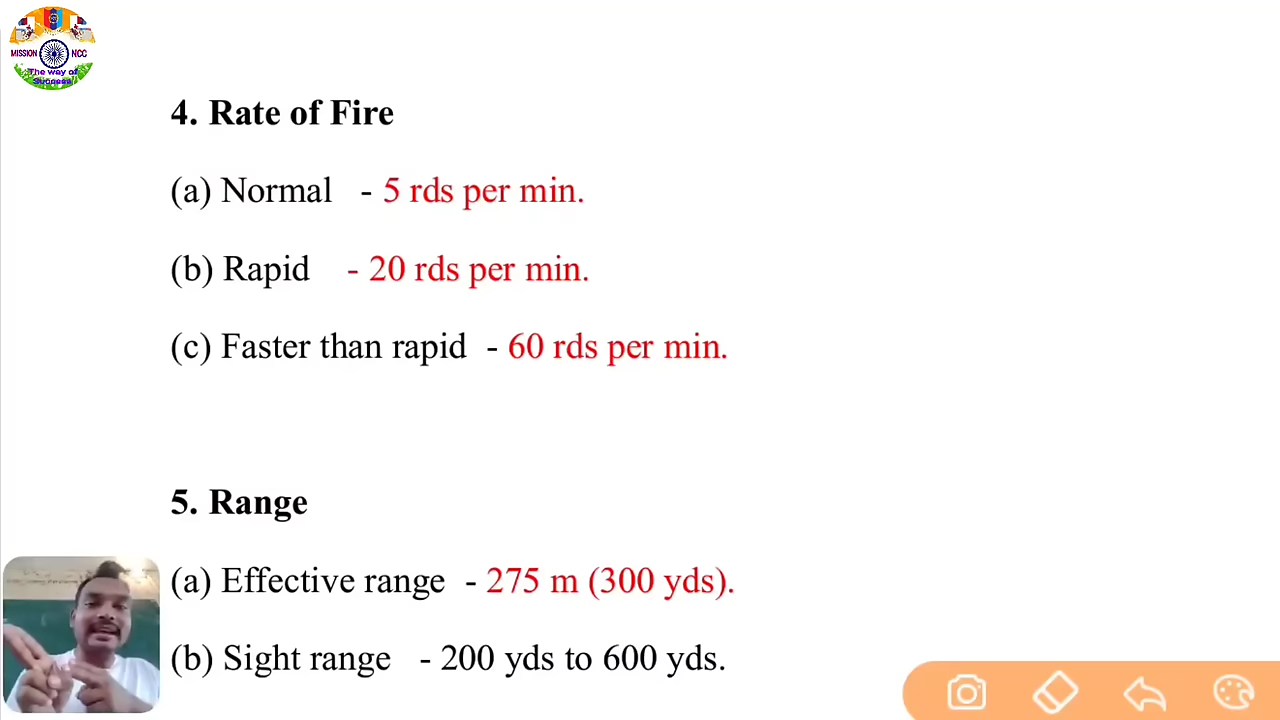 MISSION NCC
The way of
Success
4. Rate of Fire
(a) Normal - 5 rds per min.
(b) Rapid - 20 rds per min.
(c) Faster than rapid - 60 rds per min.
5. Range
(a) Effective range - 275 m (300 yds).
(b) Sight range - 200 yds to 600 yds.